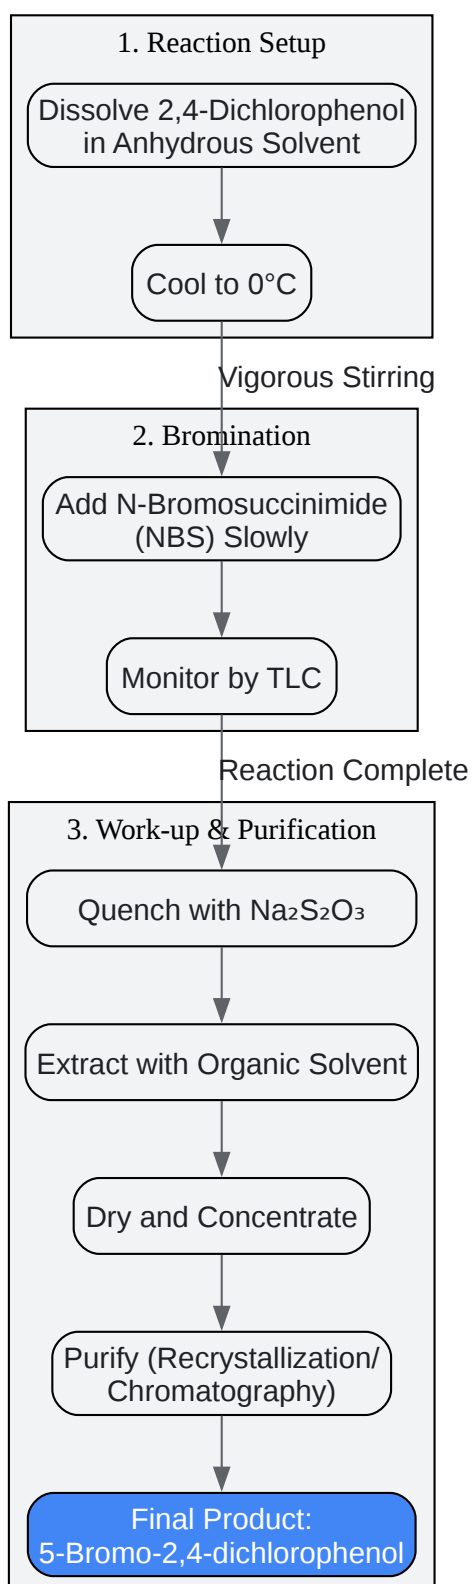 1. Reaction Setup
Dissolve 2,4-Dichlorophenol
in Anhydrous Solvent
Cool to 0°C
Vigorous Stirring
2. Bromination
Add N-Bromosuccinimide
(NBS) Slowly
Monitor by TLC
Reaction Complete
3. Work-up & Purification
Quench with Na₂S₂O₃
Extract with Organic Solvent
Dry and Concentrate
Purify (Recrystallization/
Chromatography)
Final Product:
5-Bromo-2,4-dichlorophenol